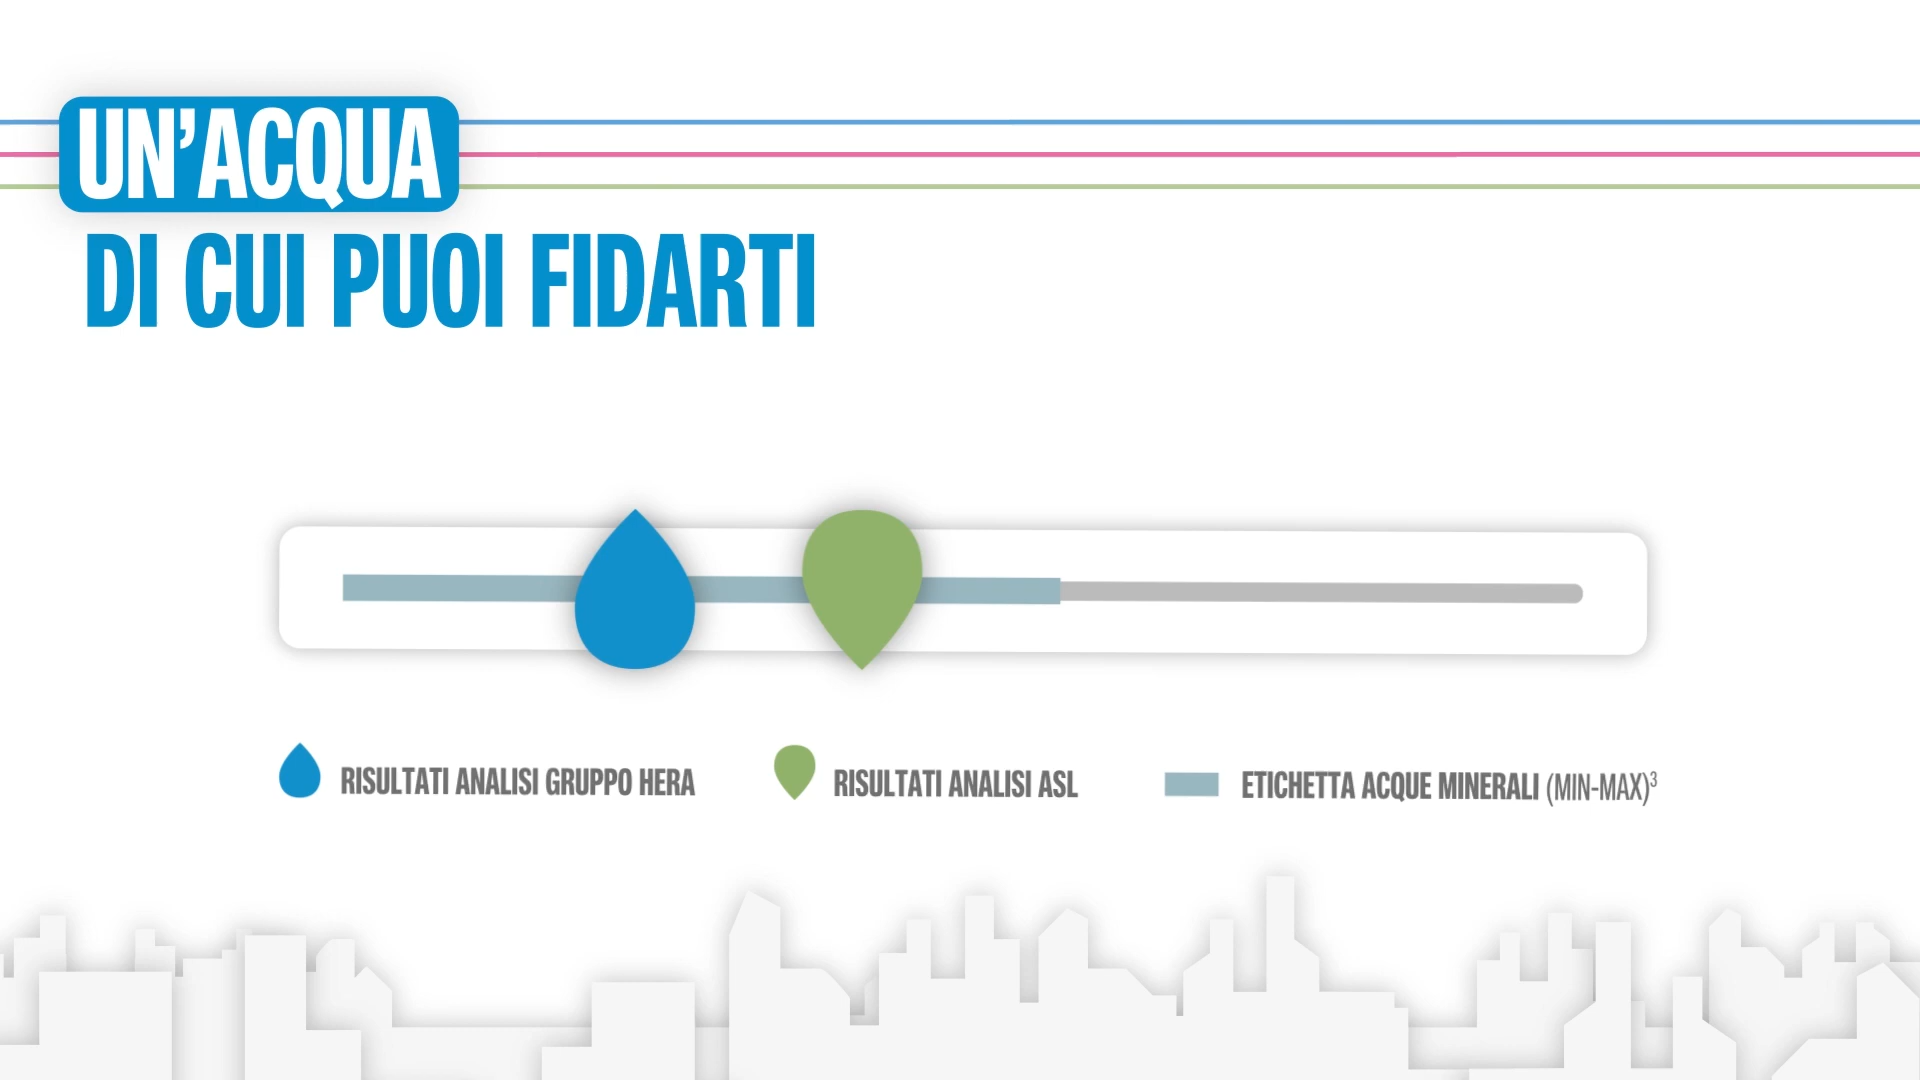 UN’ACQUA
DI CUI PUOI FIDARTI
RISULTATI ANALISI GRUPPO HERA
RISULTATI ANALISI ASL
ETICHETTA ACQUE MINERALI (MIN-MAX)³